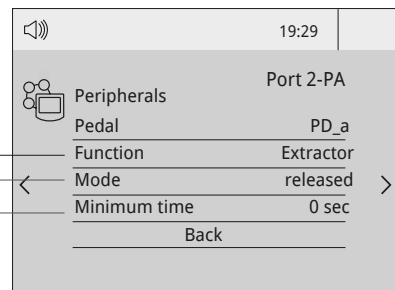 19:29
Port 2-PA
Peripherals
Pedal PD_a
Function Extractor
Mode released
Minimum time 0 sec
Back